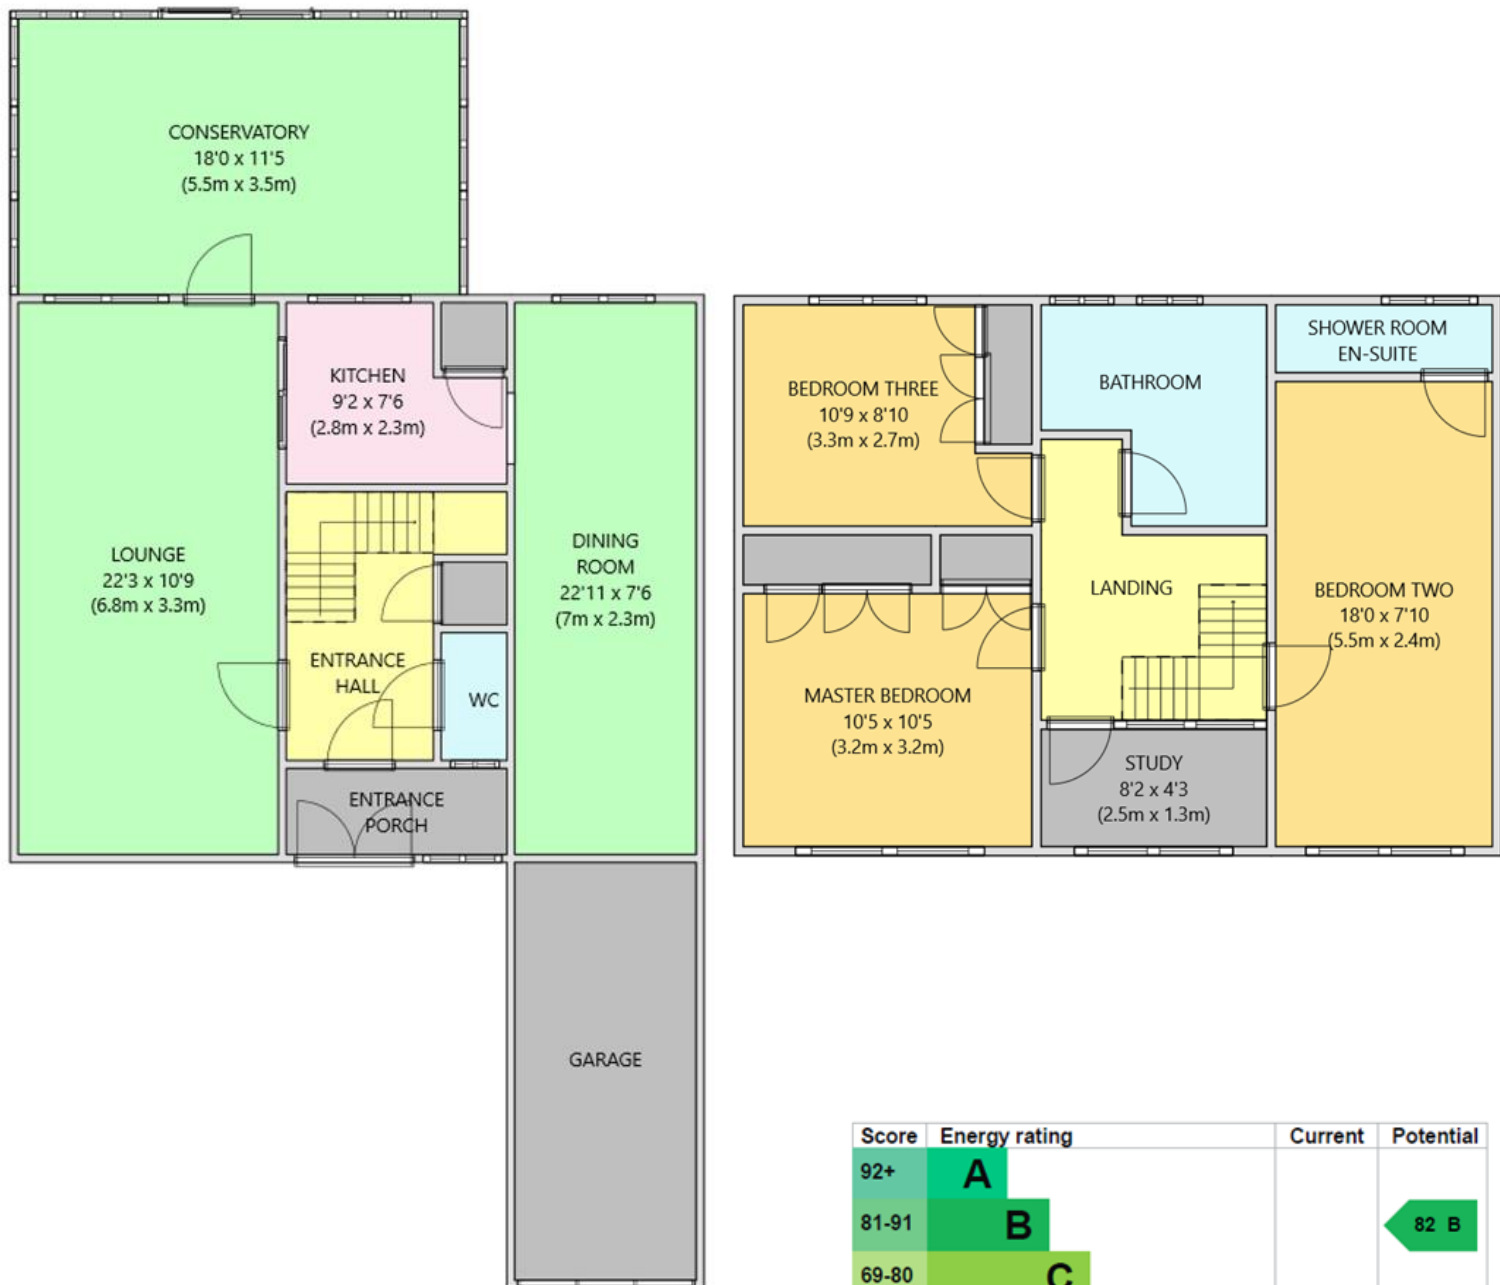 CONSERVATORY
18'0 x 11'5
(5.5m x 3.5m)
KITCHEN
9'2 x 7'6
(2.8m x 2.3m)
LOUNGE
22'3 x 10'9
(6.8m x 3.3m)
DINING
ROOM
22'11 x 7'6
(7m x 2.3m)
ENTRANCE
HALL
WC
ENTRANCE
PORCH
GARAGE
BEDROOM THREE
10'9 x 8'10
(3.3m x 2.7m)
BATHROOM
SHOWER ROOM
EN-SUITE
LANDING
BEDROOM TWO
18'0 x 7'10
(5.5m x 2.4m)
MASTER BEDROOM
10'5 x 10'5
(3.2m x 3.2m)
STUDY
8'2 x 4'3
(2.5m x 1.3m)
Score Energy rating Current Potential
92+ A
81-91 B 82 B
69-80 C